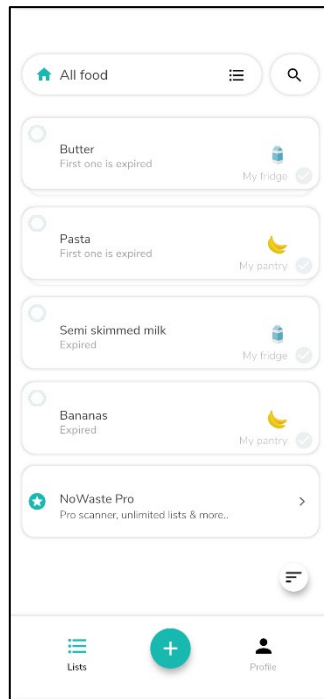 All food
Butter
First one is expired
My fridge
Pasta
First one is expired
My pantry
Semi skimmed milk
Expired
My fridge
Bananas
Expired
My pantry
NoWaste Pro
Pro scanner, unlimited lists & more..
Lists
Profile